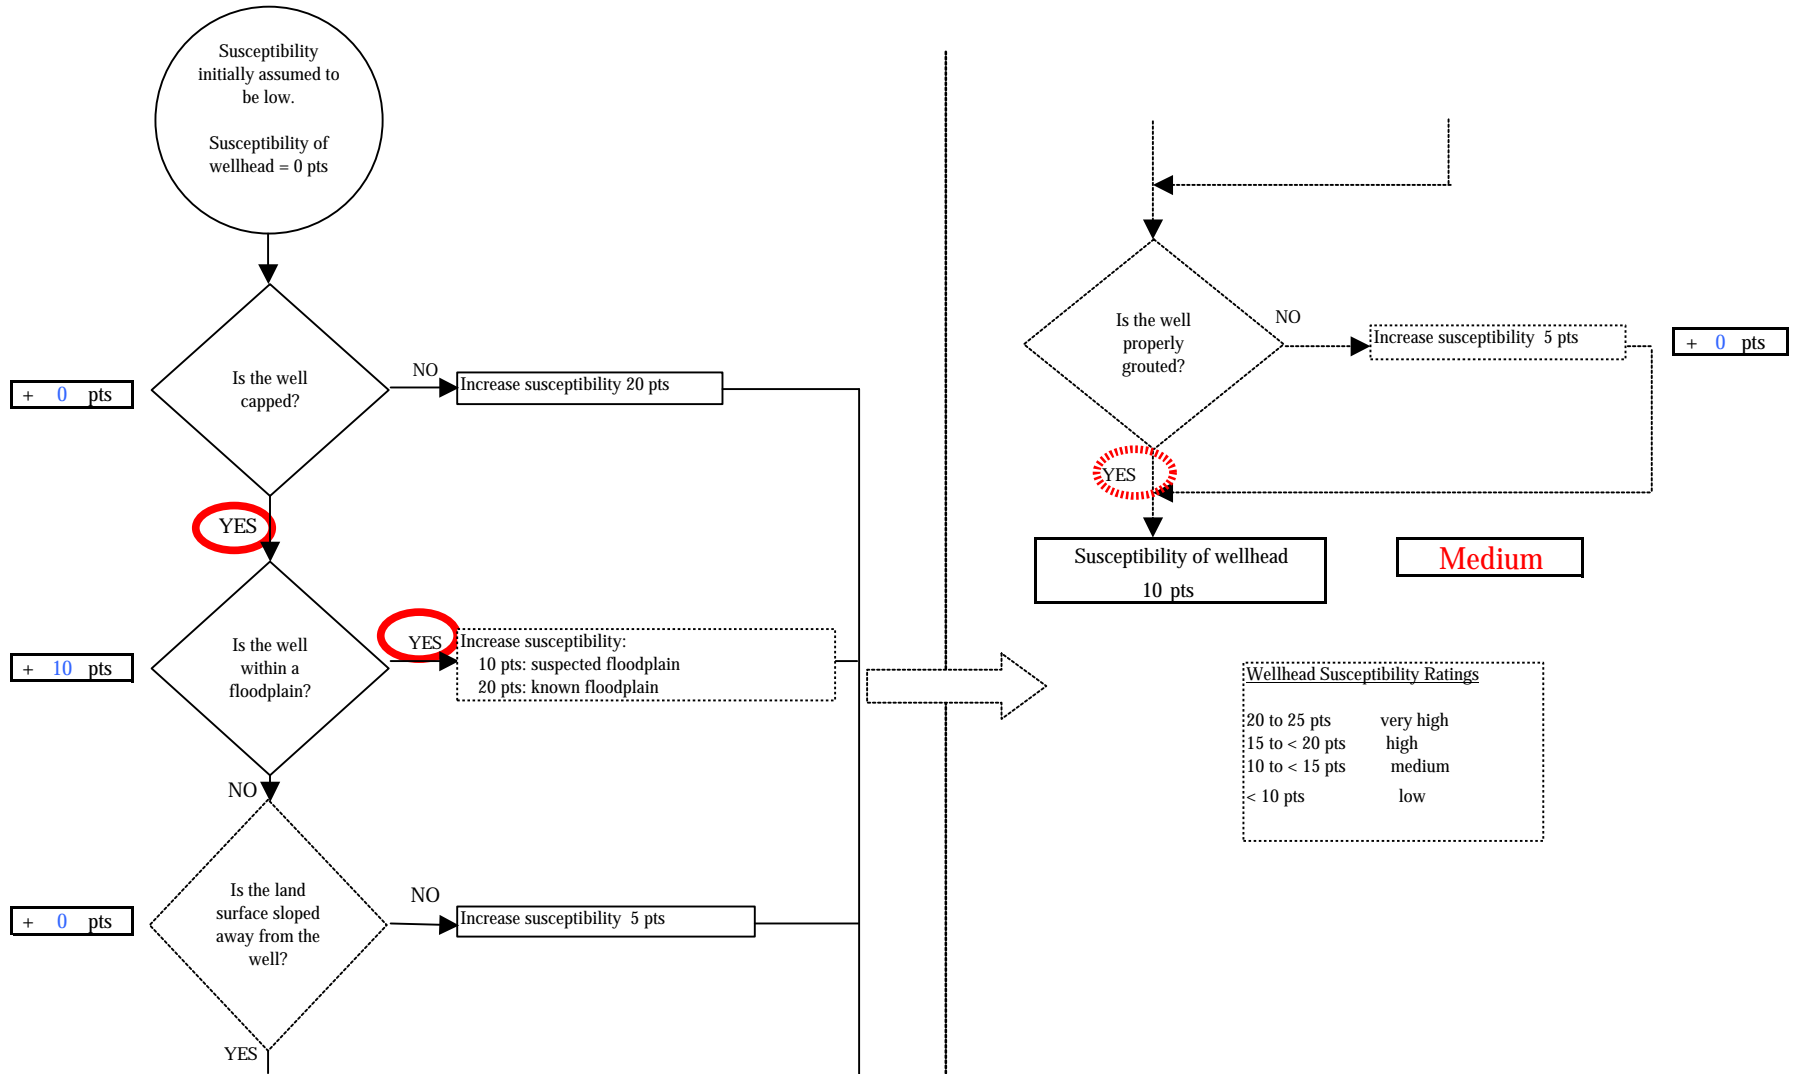 Susceptibility
initially assumed to
be low.
Susceptibility of
wellhead = 0 pts
Is the well
capped?
NO
Increase susceptibility 20 pts
+ 0 pts
YES
Is the well
within a
floodplain?
YES
Increase susceptibility:
10 pts: suspected floodplain
20 pts: known floodplain
+ 10 pts
NO
Is the land
surface sloped
away from the
well?
NO
Increase susceptibility 5 pts
+ 0 pts
YES
Is the well
properly
grouted?
NO
Increase susceptibility 5 pts
+ 0 pts
YES
Susceptibility of wellhead
10 pts
Medium
Wellhead Susceptibility Ratings
20 to 25 pts very high
15 to < 20 pts high
10 to < 15 pts medium
< 10 pts low